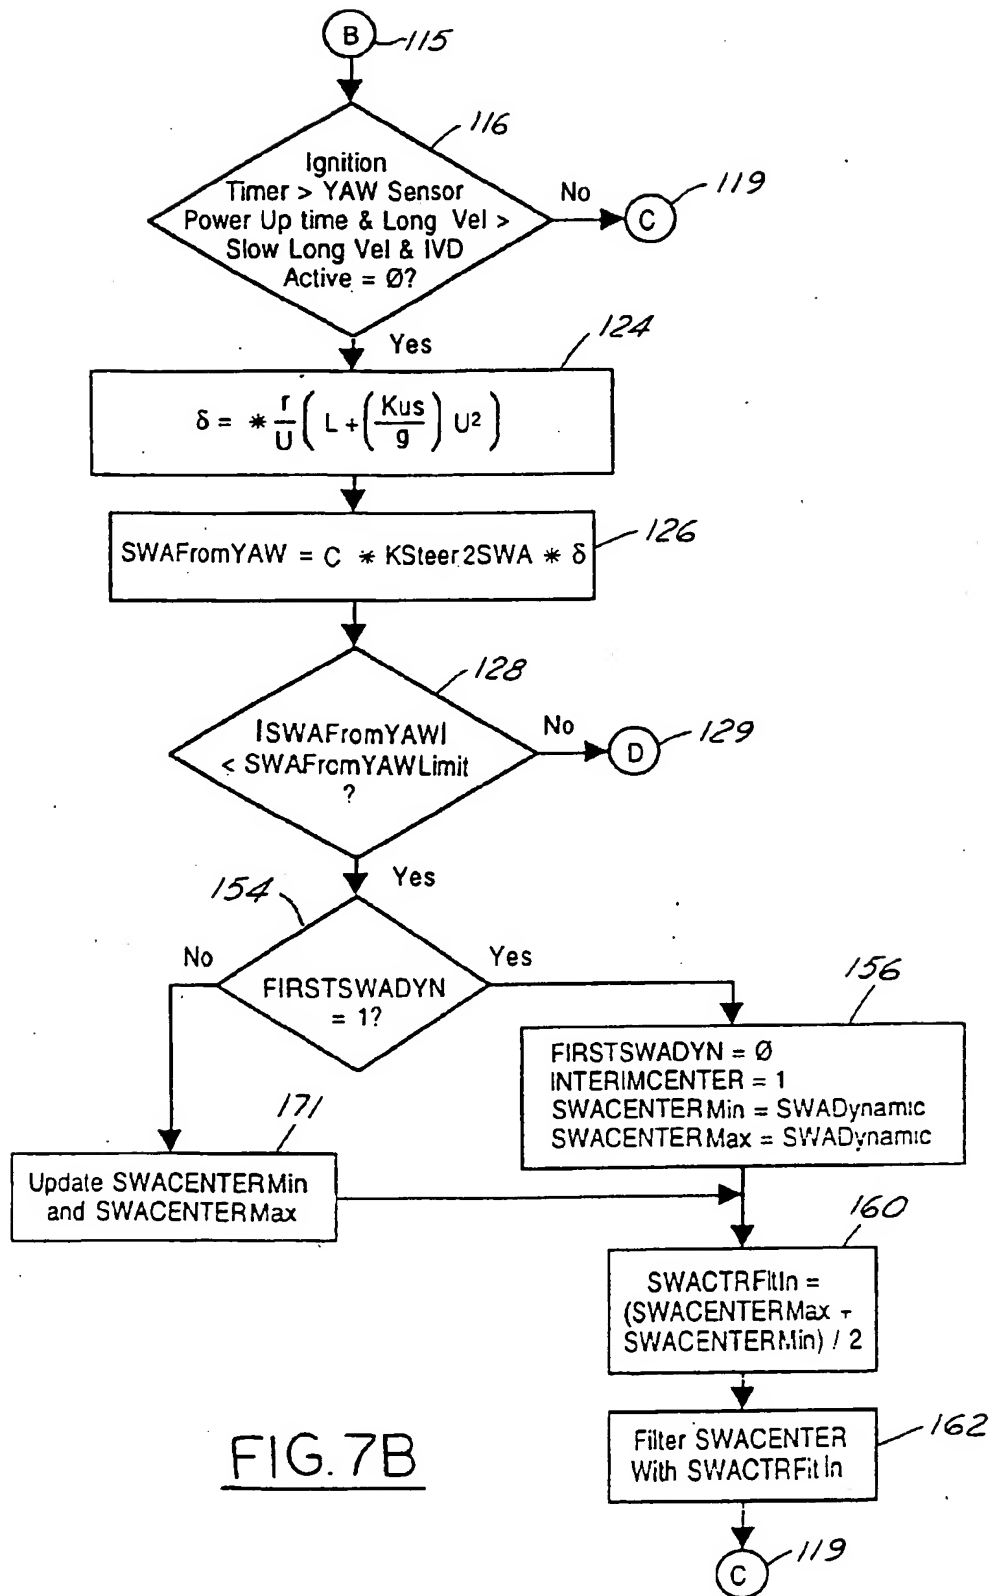 B
115
116
Ignition
Timer > YAW Sensor
Power Up time & Long Vel >
Slow Long Vel & IVD
Active = Ø?
No
C
119
Yes
124
δ = * r/U ( L + ( Kus/g ) U² )
SWAFromYAW = C * KSteer2SWA * δ
126
128
|SWAFromYAW|
< SWAFromYAWLimit
?
No
D
129
Yes
154
No
Yes
FIRSTSWADYN
= 1?
156
FIRSTSWADYN = Ø
INTERIMCENTER = 1
SWACENTERMin = SWADynamic
SWACENTERMax = SWADynamic
171
Update SWACENTERMin
and SWACENTERMax
160
SWACTRFltIn =
(SWACENTERMax +
SWACENTERMin) / 2
Filter SWACENTER
With SWACTRFltIn
162
FIG. 7B
C
119